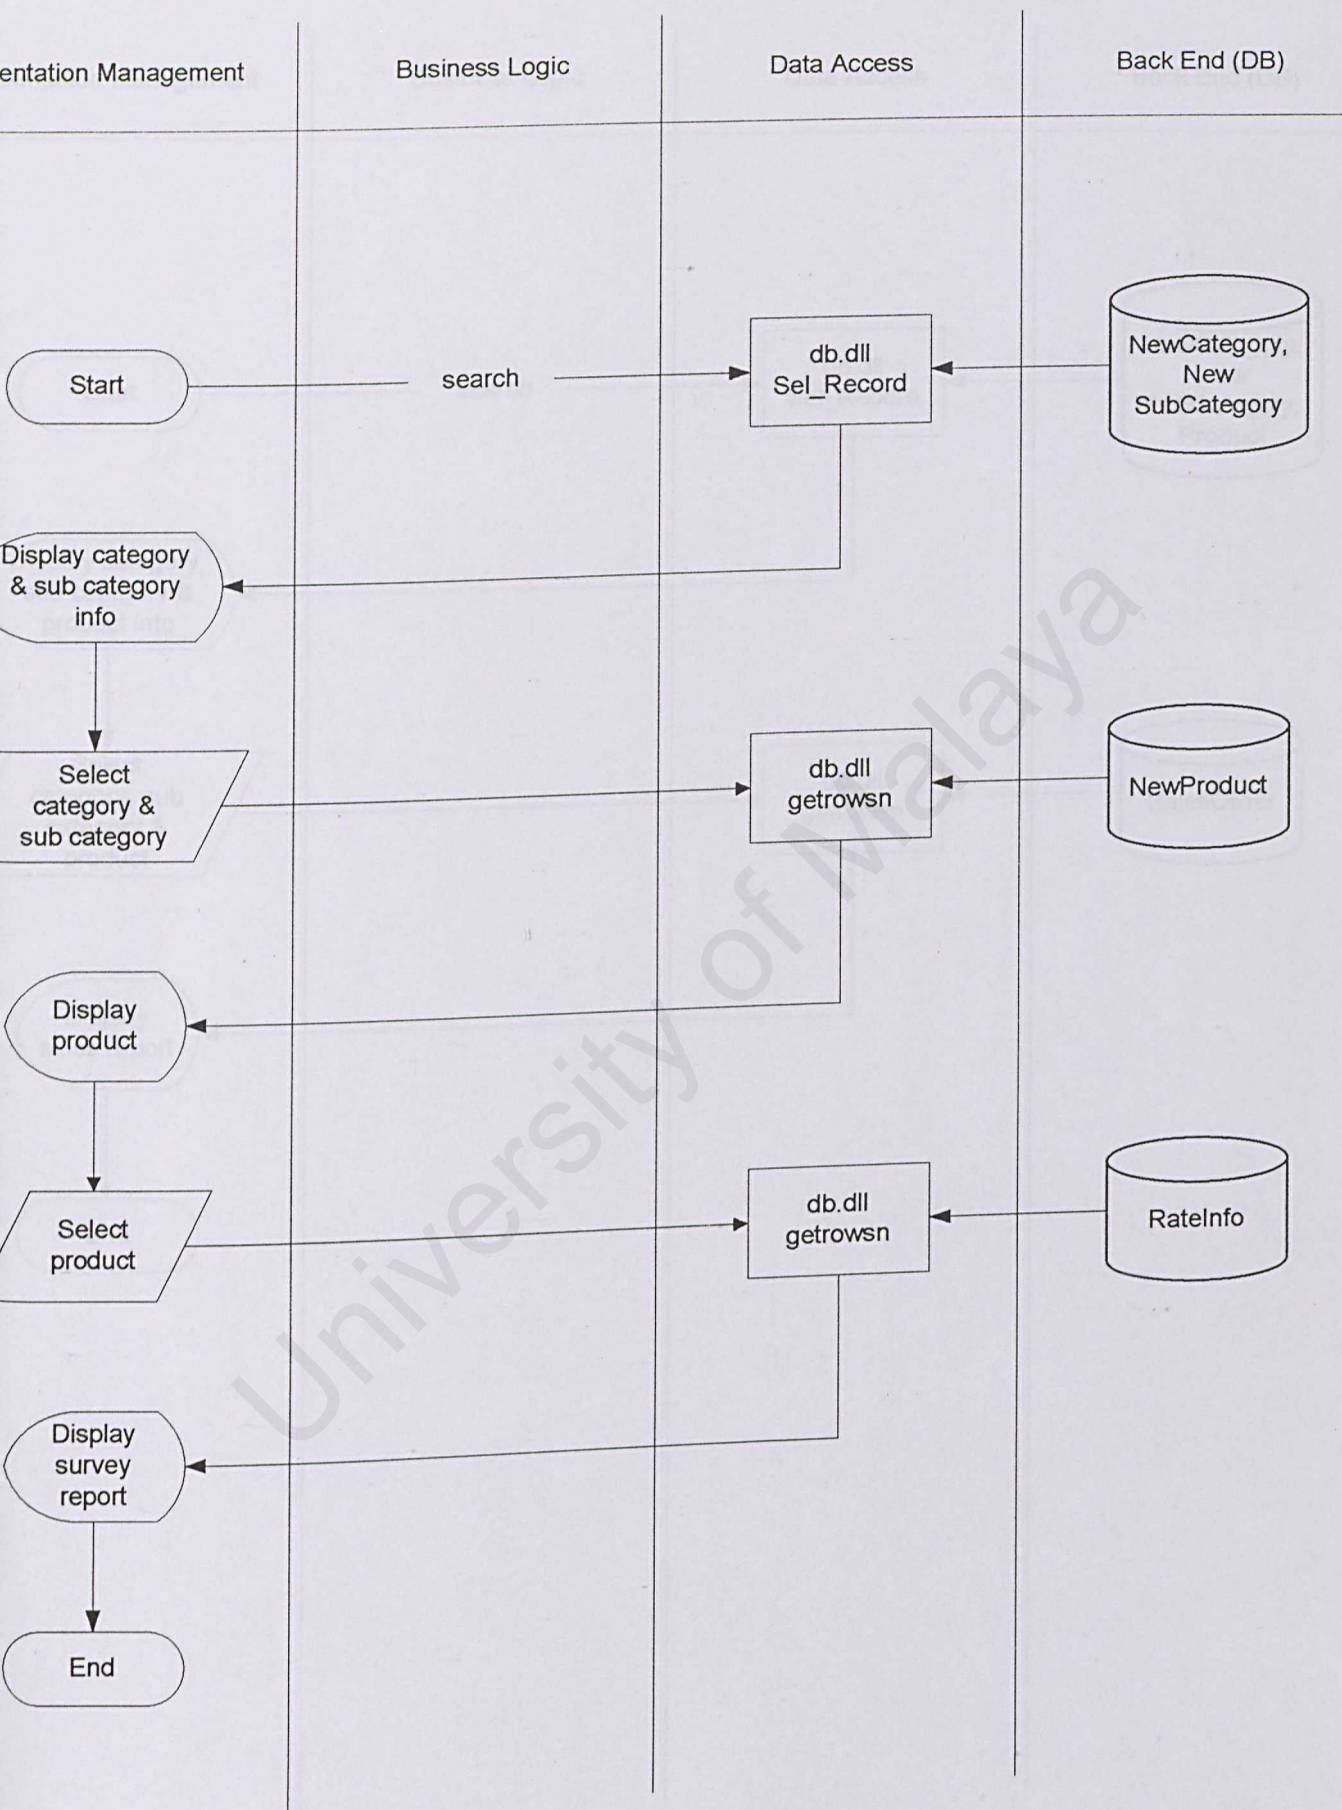 entation Management
Business Logic
Data Access
Back End (DB)
Start
search
db.dll
Sel_Record
NewCategory,
New
SubCategory
Display category
& sub category
info
Select
category &
sub category
db.dll
getrowsn
NewProduct
Display
product
Select
product
db.dll
getrowsn
RateInfo
Display
survey
report
End
University of Malaya